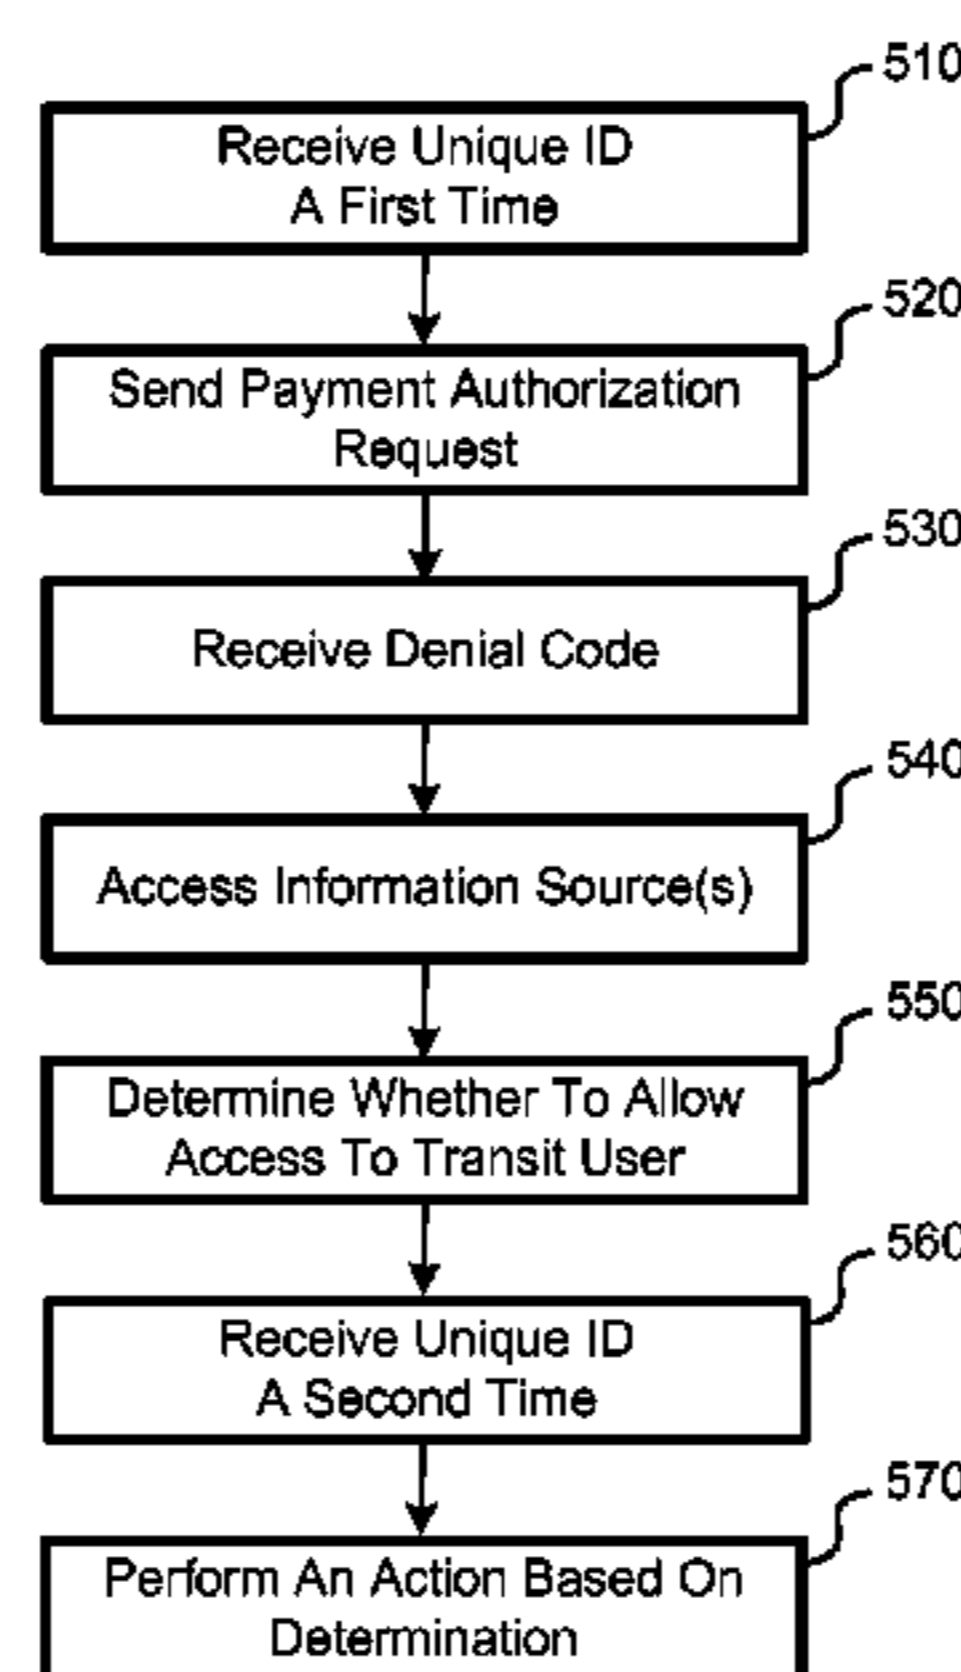 510
Receive Unique ID
A First Time
520
Send Payment Authorization
Request
530
Receive Denial Code
540
Access Information Source(s)
550
Determine Whether To Allow
Access To Transit User
560
Receive Unique ID
A Second Time
570
Perform An Action Based On
Determination